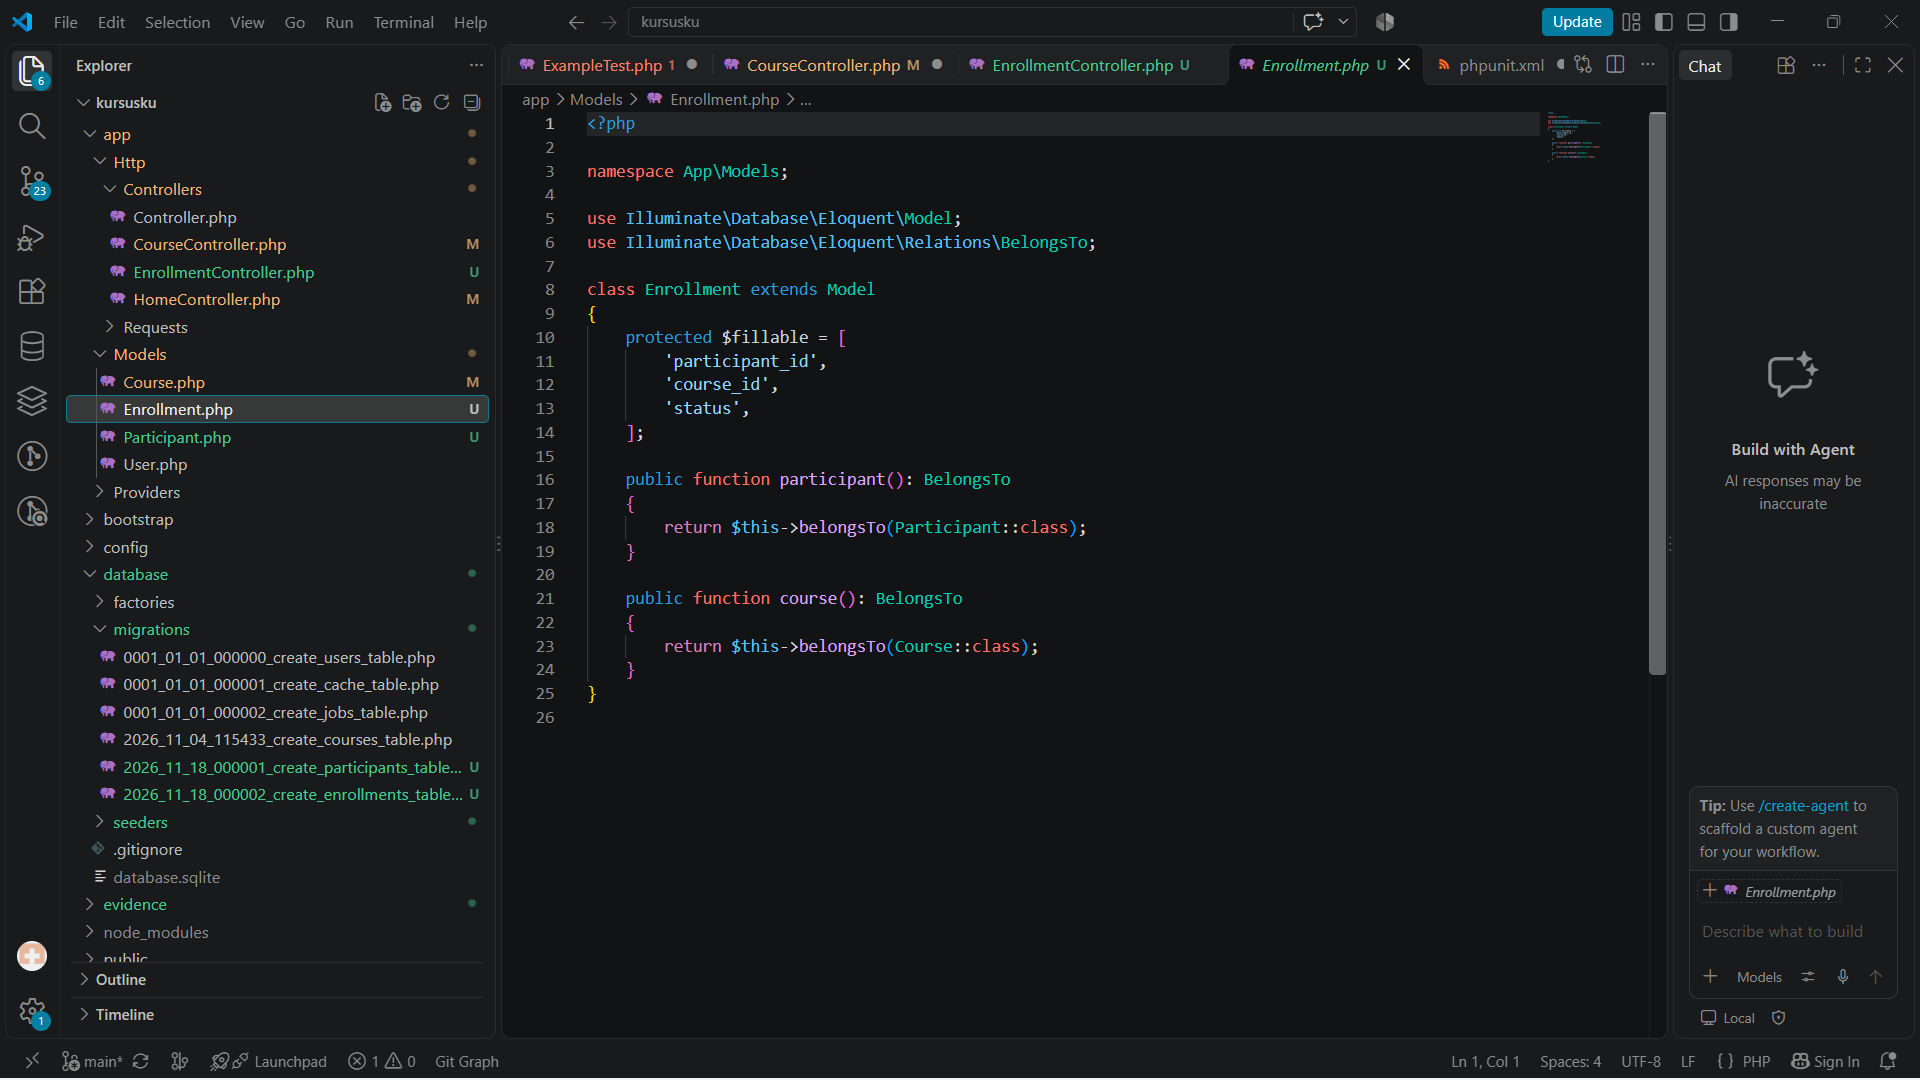 File Edit Selection View Go Run Terminal Help
kursusku
Update
Explorer
kursusku
app
Http
Controllers
Controller.php
CourseController.php M
EnrollmentController.php U
HomeController.php M
Requests
Models
Course.php M
Enrollment.php U
Participant.php U
User.php
Providers
bootstrap
config
database
factories
migrations
0001_01_01_000000_create_users_table.php
0001_01_01_000001_create_cache_table.php
0001_01_01_000002_create_jobs_table.php
2026_11_04_115433_create_courses_table.php
2026_11_18_000001_create_participants_table... U
2026_11_18_000002_create_enrollments_table... U
seeders
.gitignore
database.sqlite
evidence
node_modules
public
Outline
Timeline
6
23
1
ExampleTest.php 1
CourseController.php M
EnrollmentController.php U
Enrollment.php U
phpunit.xml
app > Models > Enrollment.php > ...
1 <?php
2
3 namespace App\Models;
4
5 use Illuminate\Database\Eloquent\Model;
6 use Illuminate\Database\Eloquent\Relations\BelongsTo;
7
8 class Enrollment extends Model
9 {
10 protected $fillable = [
11 'participant_id',
12 'course_id',
13 'status',
14 ];
15
16 public function participant(): BelongsTo
17 {
18 return $this->belongsTo(Participant::class);
19 }
20
21 public function course(): BelongsTo
22 {
23 return $this->belongsTo(Course::class);
24 }
25 }
26
Chat
Build with Agent
AI responses may be
inaccurate
Tip: Use /create-agent to
scaffold a custom agent
for your workflow.
Enrollment.php
Describe what to build
Models
Local
main* Launchpad 1 0 Git Graph
Ln 1, Col 1 Spaces: 4 UTF-8 LF {} PHP Sign In